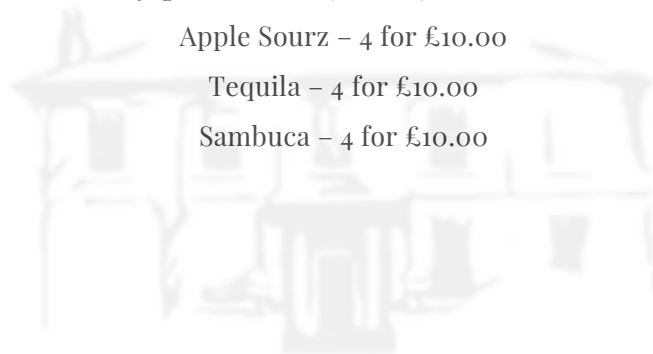 Apple Sourz – 4 for £10.00
Tequila – 4 for £10.00
Sambuca – 4 for £10.00